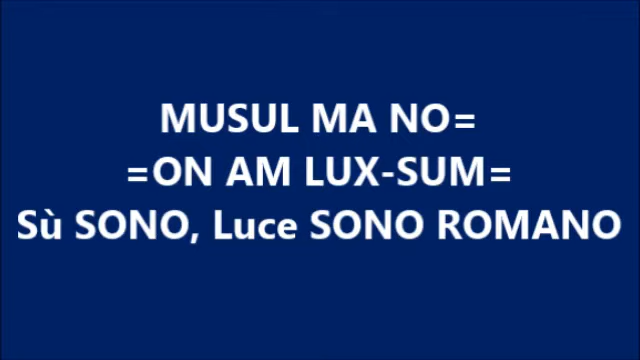 MUSUL MA NO=
=ON AM LUX-SUM=
Sù SONO, Luce SONO ROMANO